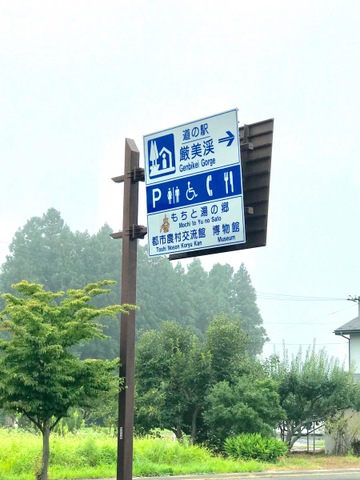 道の駅
厳美渓
Genbikei Gorge
P
もちと湯の郷
Mochi to Yu no Sato
都市農村交流館 博物館
Toshi Noson Koryu Kan Museum